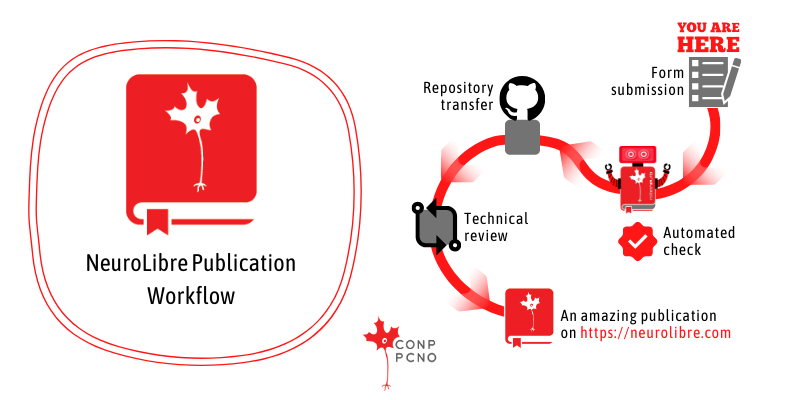 NeuroLibre Publication
Workflow
YOU ARE
HERE
Form
submission
Repository
transfer
Automated
check
Technical
review
An amazing publication
on https://neurolibre.com
CONP
PCNO